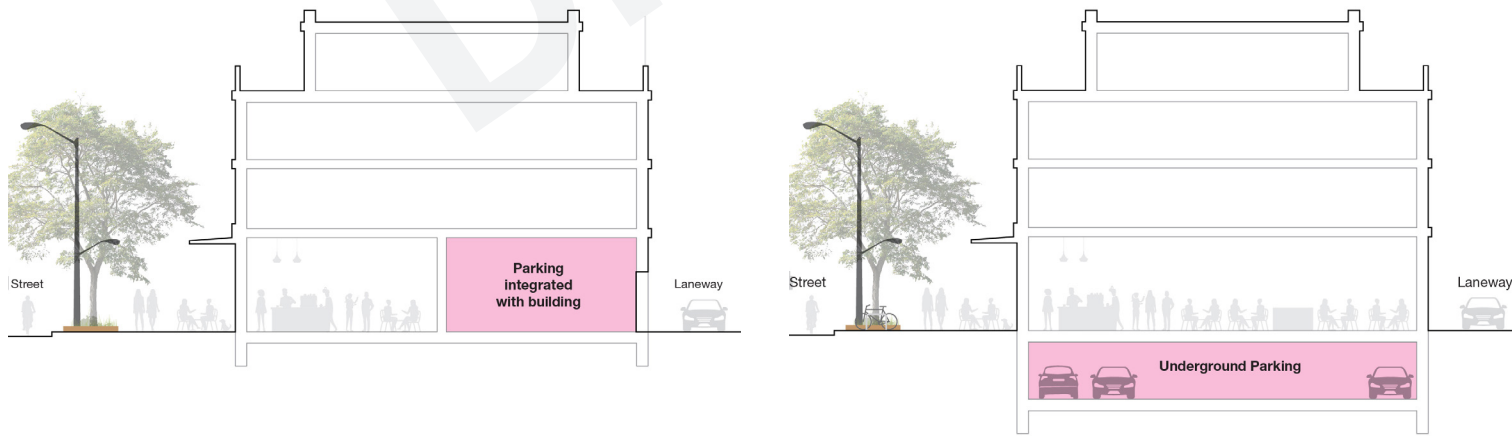 Street
Parking
integrated
with building
Laneway
Street
Laneway
Underground Parking